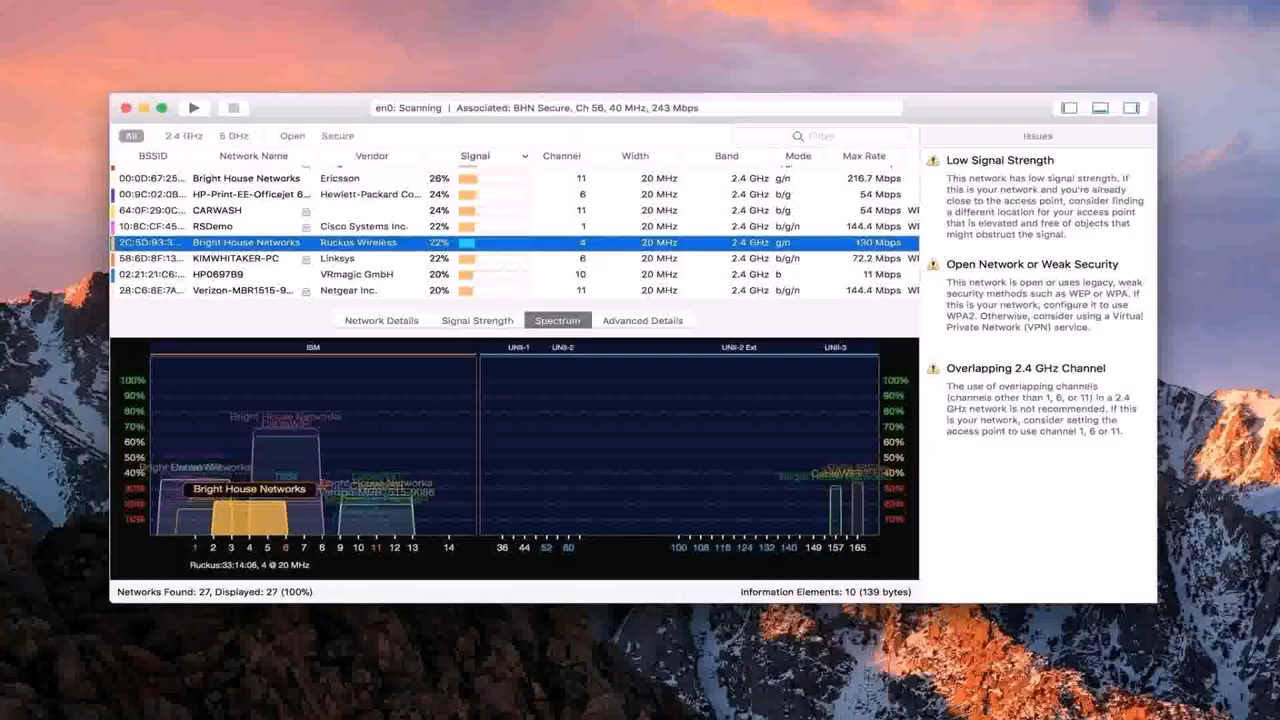 en0: Scanning | Associated: BHN Secure, Ch 56, 40 MHz, 243 Mbps
All 2.4 GHz 5 GHz Open Secure Filter
BSSID Network Name Vendor Signal Channel Width Band Mode Max Rate
00:0D:67:25... Bright House Networks Ericsson 26% 11 20 MHz 2.4 GHz g/n 216.7 Mbps
00:9C:02:0B... HP-Print-EE-Officejet 6... Hewlett-Packard Co... 24% 6 20 MHz 2.4 GHz b/g 54 Mbps
64:0F:29:0C... CARWASH 24% 11 20 MHz 2.4 GHz b/g 54 Mbps
10:8C:CF:45... RSDemo Cisco Systems Inc. 22% 1 20 MHz 2.4 GHz b/g/n 144.4 Mbps
2C:5D:93:3... Bright House Networks Ruckus Wireless 22% 4 20 MHz 2.4 GHz g/n 130 Mbps
58:6D:8F:13... KIMWHITAKER-PC Linksys 22% 6 20 MHz 2.4 GHz b/g/n 72.2 Mbps
02:21:21:C6:... HP0697B9 VRmagic GmbH 20% 10 20 MHz 2.4 GHz b 11 Mbps
28:C6:8E:7A... Verizon-MBR1515-9... Netgear Inc. 20% 11 20 MHz 2.4 GHz b/g/n 144.4 Mbps
Network Details Signal Strength Spectrum Advanced Details
ISM UNII-1 UNII-2 UNII-2 Ext UNII-3
100% 100%
90% 90%
80% 80%
Bright House Networks
70% 70%
60% 60%
50% 50%
40% 40%
30% 30%
Bright House Networks
20% 20%
10% 10%
1 2 3 4 5 6 7 8 9 10 11 12 13 14 36 44 52 60 100 108 116 124 132 140 149 157 165
Ruckus:33:14:08, 4 @ 20 MHz
Networks Found: 27, Displayed: 27 (100%) Information Elements: 10 (139 bytes)
Issues
Low Signal Strength
This network has low signal strength. If
this is your network and you're already
close to the access point, consider finding
a different location for your access point
that is elevated and free of objects that
might obstruct the signal.
Open Network or Weak Security
This network is open or uses legacy, weak
security methods such as WEP or WPA. If
this is your network, configure it to use
WPA2. Otherwise, consider using a Virtual
Private Network (VPN) service.
Overlapping 2.4 GHz Channel
The use of overlapping channels
(channels other than 1, 6, or 11) in a 2.4
GHz network is not recommended. If this
is your network, consider setting the
access point to use channel 1, 6 or 11.